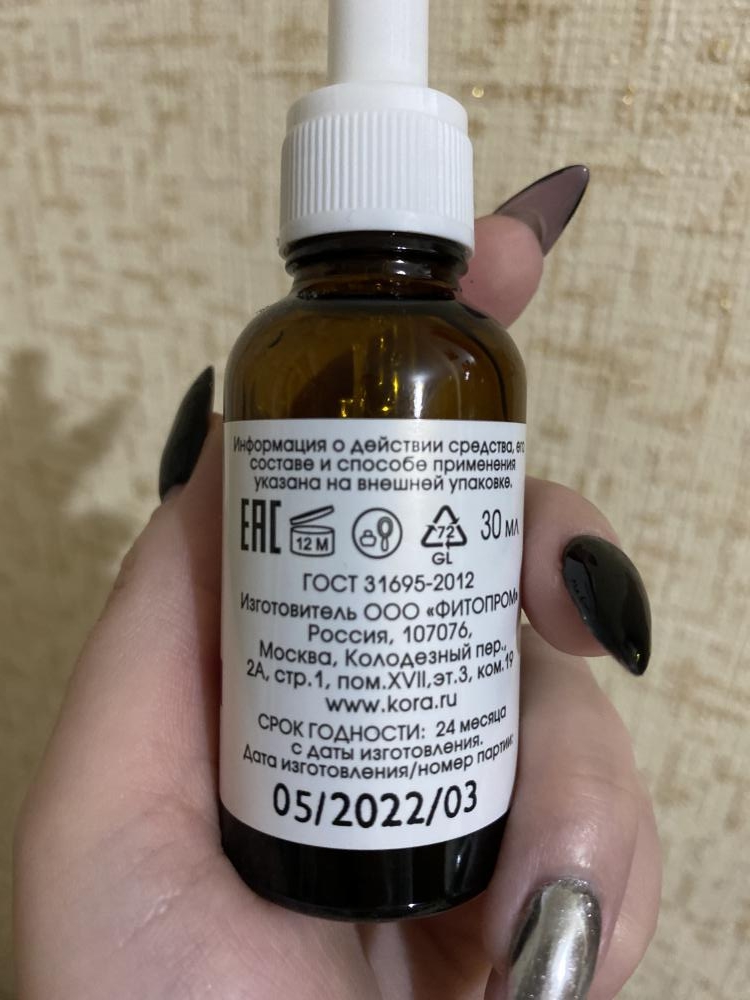 Информация о действии средства, его
составе и способе применения
указана на внешней упаковке.
EAC 12 M 72 GL 30 мл
ГОСТ 31695-2012
Изготовитель ООО «ФИТОПРОМ»
Россия, 107076,
Москва, Колодезный пер.,
2А, стр.1, пом.XVII,эт.3, ком.19
www.kora.ru
СРОК ГОДНОСТИ: 24 месяца
с даты изготовления.
Дата изготовления/номер партии:
05/2022/03